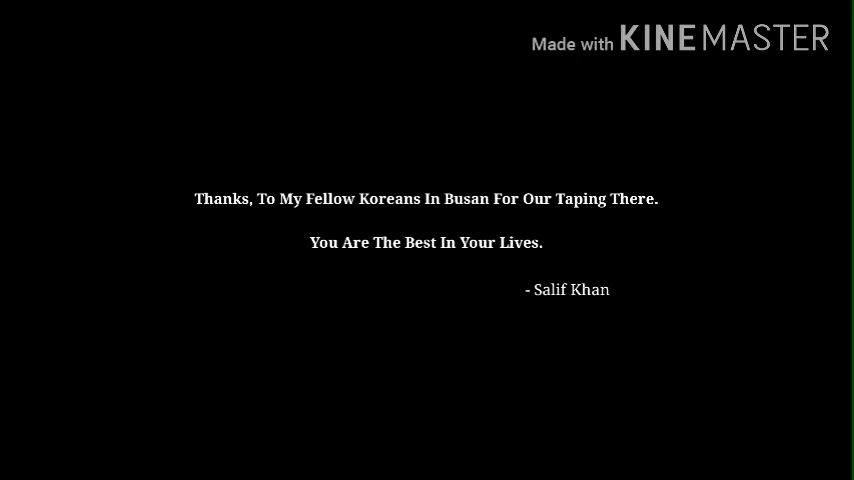 Made with KINEMASTER
Thanks, To My Fellow Koreans In Busan For Our Taping There.
You Are The Best In Your Lives.
- Salif Khan